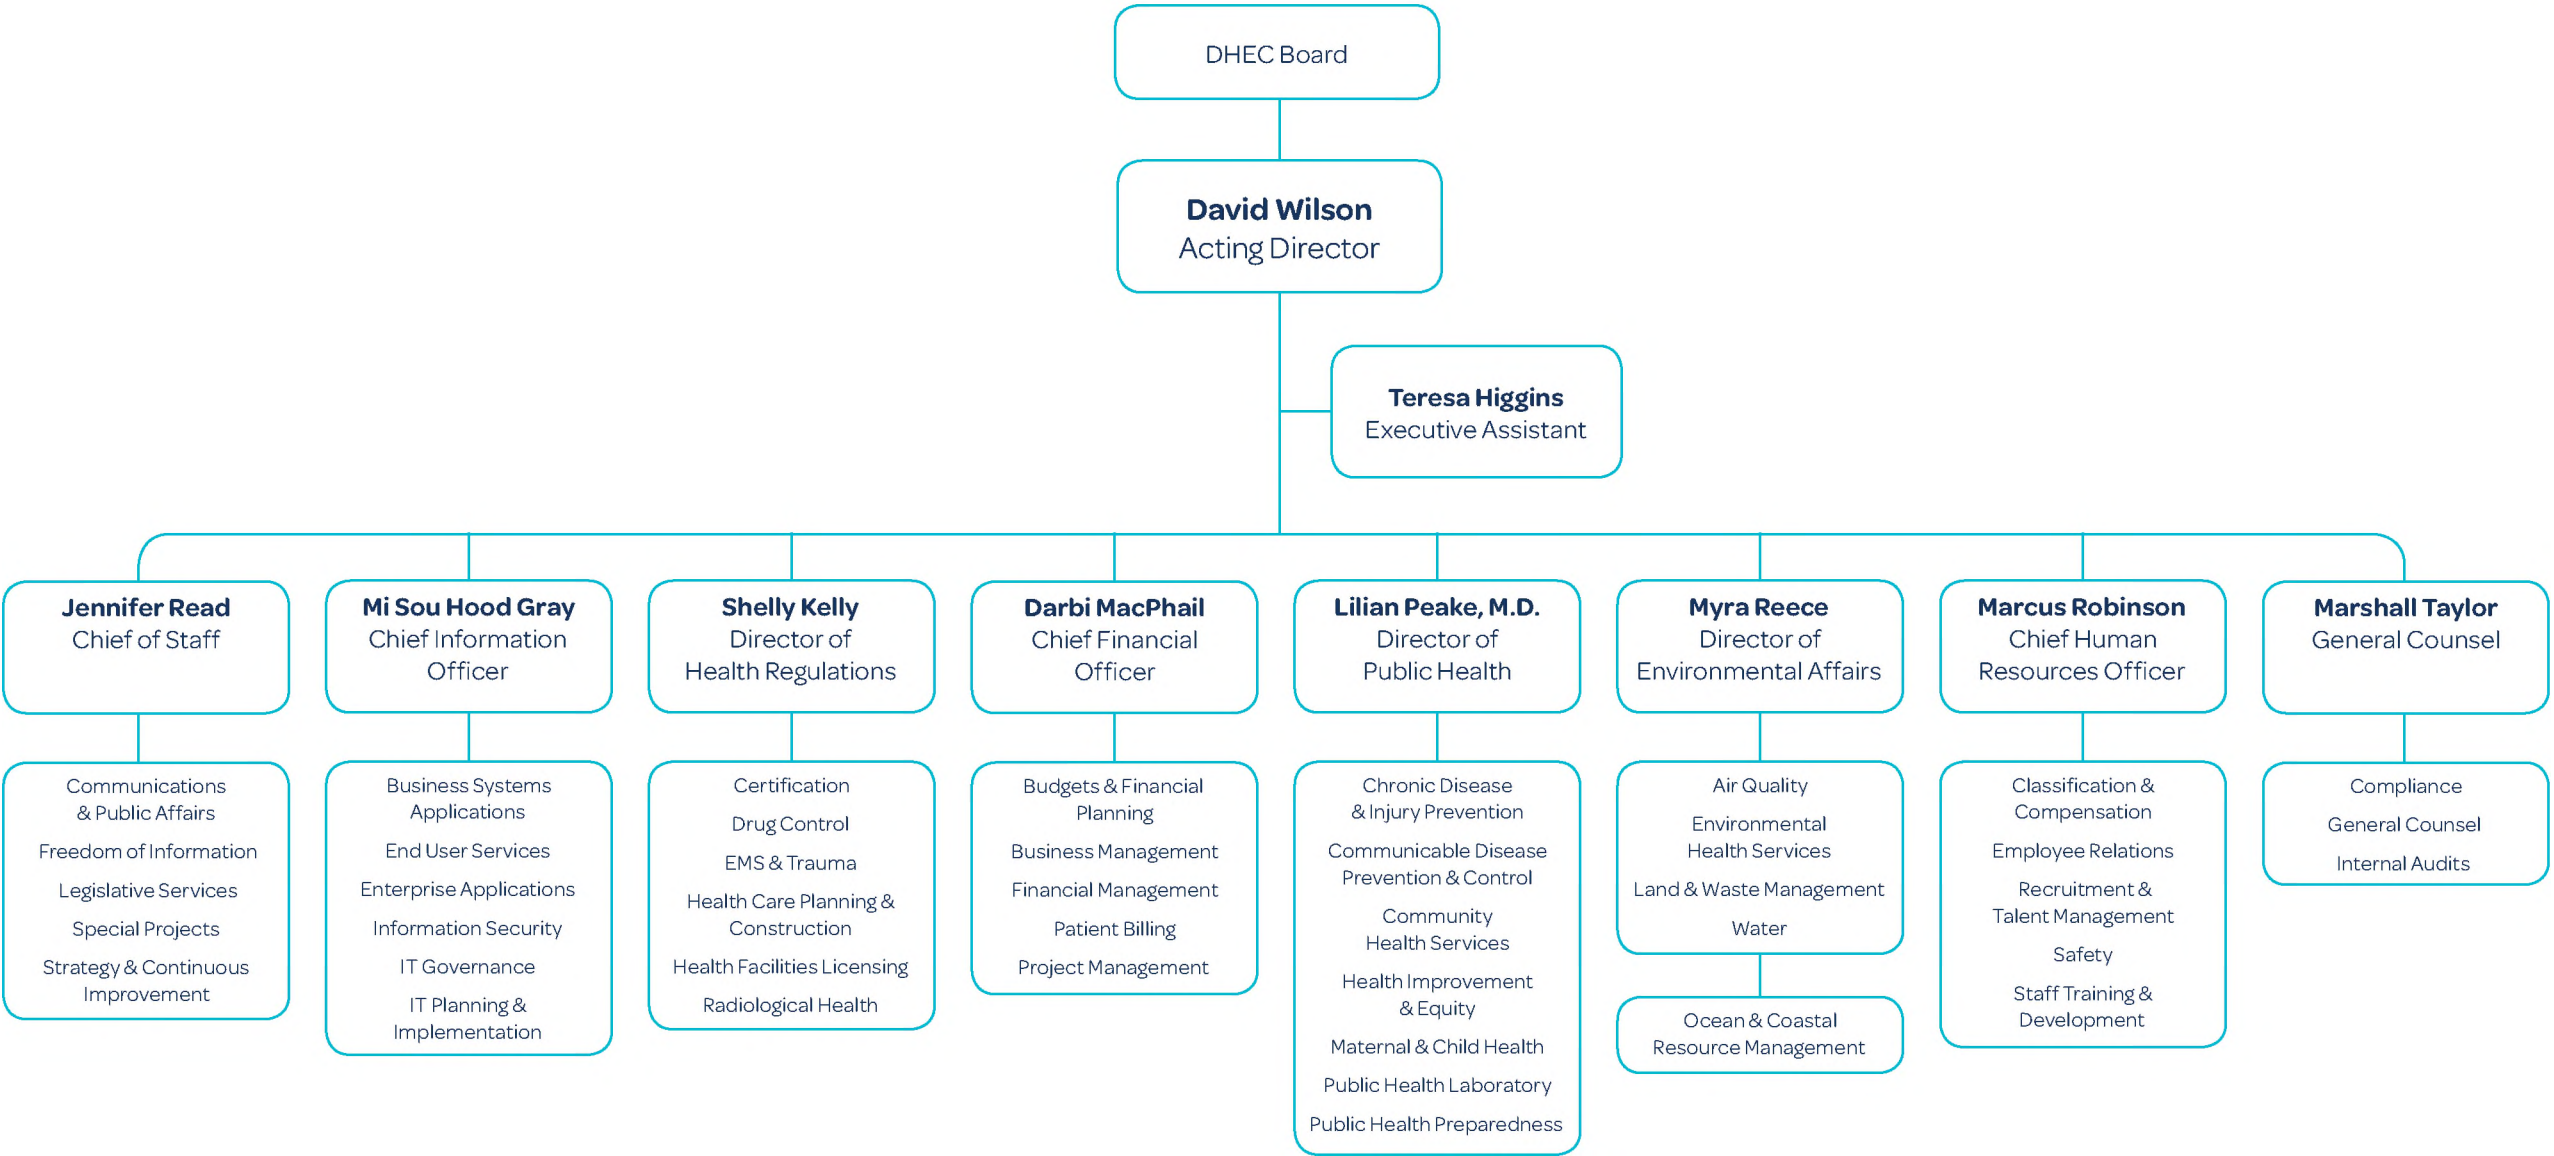 DHEC Board
David Wilson
Acting Director
Teresa Higgins
Executive Assistant
Jennifer Read
Chief of Staff
Mi Sou Hood Gray
Chief Information
Officer
Shelly Kelly
Director of
Health Regulations
Darbi MacPhail
Chief Financial
Officer
Lilian Peake, M.D.
Director of
Public Health
Myra Reece
Director of
Environmental Affairs
Marcus Robinson
Chief Human
Resources Officer
Marshall Taylor
General Counsel
Communications
& Public Affairs
Freedom of Information
Legislative Services
Special Projects
Strategy & Continuous
Improvement
Business Systems
Applications
End User Services
Enterprise Applications
Information Security
IT Governance
IT Planning &
Implementation
Certification
Drug Control
EMS & Trauma
Health Care Planning &
Construction
Health Facilities Licensing
Radiological Health
Budgets & Financial
Planning
Business Management
Financial Management
Patient Billing
Project Management
Chronic Disease
& Injury Prevention
Communicable Disease
Prevention & Control
Community
Health Services
Health Improvement
& Equity
Maternal & Child Health
Public Health Laboratory
Public Health Preparedness
Air Quality
Environmental
Health Services
Land & Waste Management
Water
Ocean & Coastal
Resource Management
Classification &
Compensation
Employee Relations
Recruitment &
Talent Management
Safety
Staff Training &
Development
Compliance
General Counsel
Internal Audits